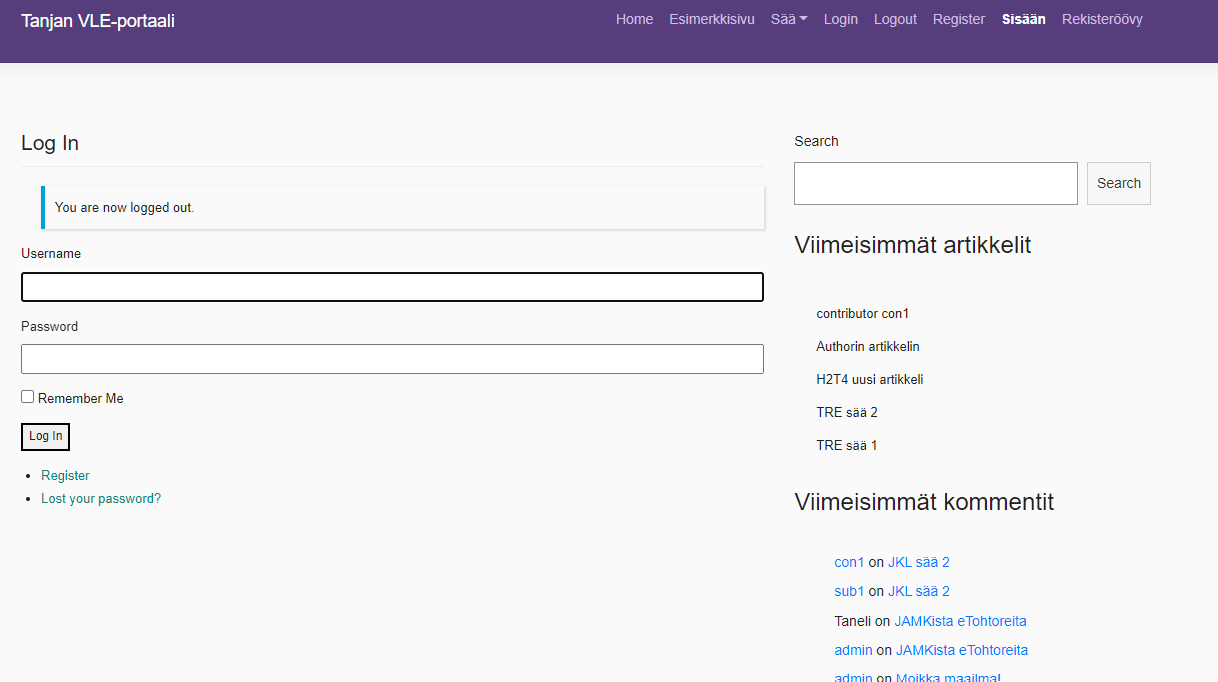 Tanjan VLE-portaali
Home Esimerkkisivu Sää Login Logout Register Sisään Rekisteröövy
Log In
You are now logged out.
Username
Password
Remember Me
Log In
Register
Lost your password?
Search
Search
Viimeisimmät artikkelit
contributor con1
Authorin artikkelin
H2T4 uusi artikkeli
TRE sää 2
TRE sää 1
Viimeisimmät kommentit
con1 on JKL sää 2
sub1 on JKL sää 2
Taneli on JAMKista eTohtoreita
admin on JAMKista eTohtoreita
admin on Moikka maailma!